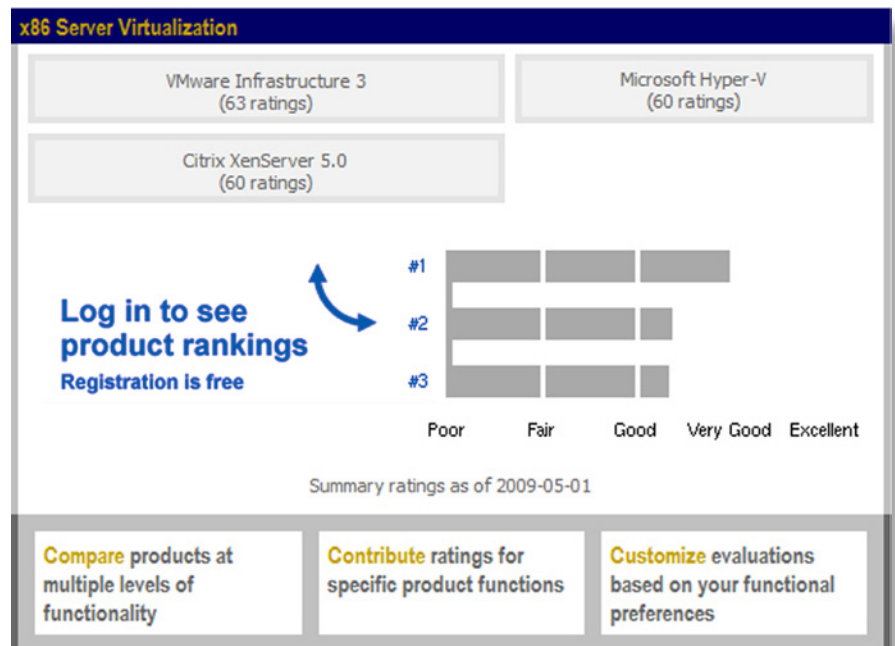 x86 Server Virtualization
VMware Infrastructure 3
(63 ratings)
Microsoft Hyper-V
(60 ratings)
Citrix XenServer 5.0
(60 ratings)
Log in to see
product rankings
Registration is free
#1
#2
#3
Poor Fair Good Very Good Excellent
Summary ratings as of 2009-05-01
Compare products at
multiple levels of
functionality
Contribute ratings for
specific product functions
Customize evaluations
based on your functional
preferences